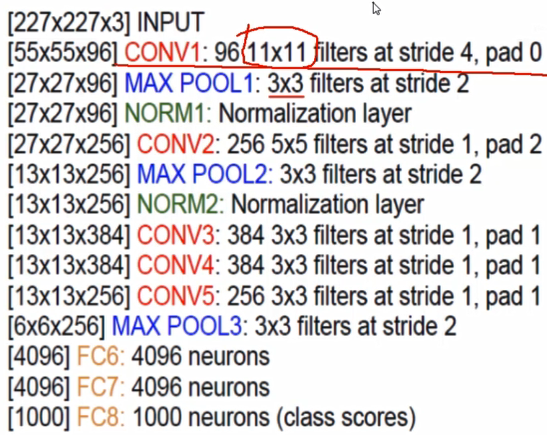 [227x227x3] INPUT
[55x55x96] CONV1: 96 11x11 filters at stride 4, pad 0
[27x27x96] MAX POOL1: 3x3 filters at stride 2
[27x27x96] NORM1: Normalization layer
[27x27x256] CONV2: 256 5x5 filters at stride 1, pad 2
[13x13x256] MAX POOL2: 3x3 filters at stride 2
[13x13x256] NORM2: Normalization layer
[13x13x384] CONV3: 384 3x3 filters at stride 1, pad 1
[13x13x384] CONV4: 384 3x3 filters at stride 1, pad 1
[13x13x256] CONV5: 256 3x3 filters at stride 1, pad 1
[6x6x256] MAX POOL3: 3x3 filters at stride 2
[4096] FC6: 4096 neurons
[4096] FC7: 4096 neurons
[1000] FC8: 1000 neurons (class scores)